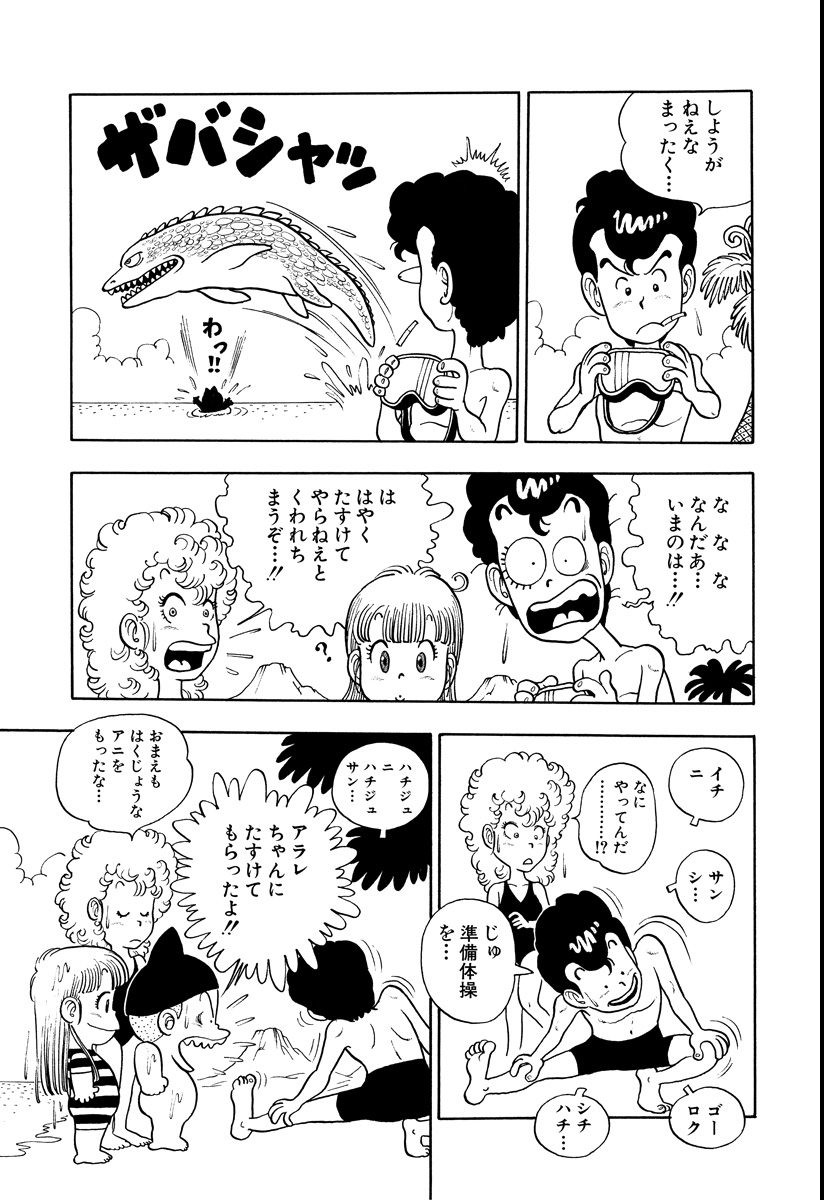 しようが
ねえな
まったく…
ザバシャッ
わっ!!
な な な
なんだあ…
いまのは…!!
は
はやく
たすけて
やらねえと
くわれち
まうぞ…!!
?
イチ
ニ
なに
やってんだ
………!?
サン
シ…
じゅ
準備体操
を…
ゴー
ロク
シチ
ハチ…
ハチジュ
ニ
ハチジュ
サン…
アラレ
ちゃんに
たすけて
もらったよ!!
おまえも
はくじょうな
アニを
もったな…